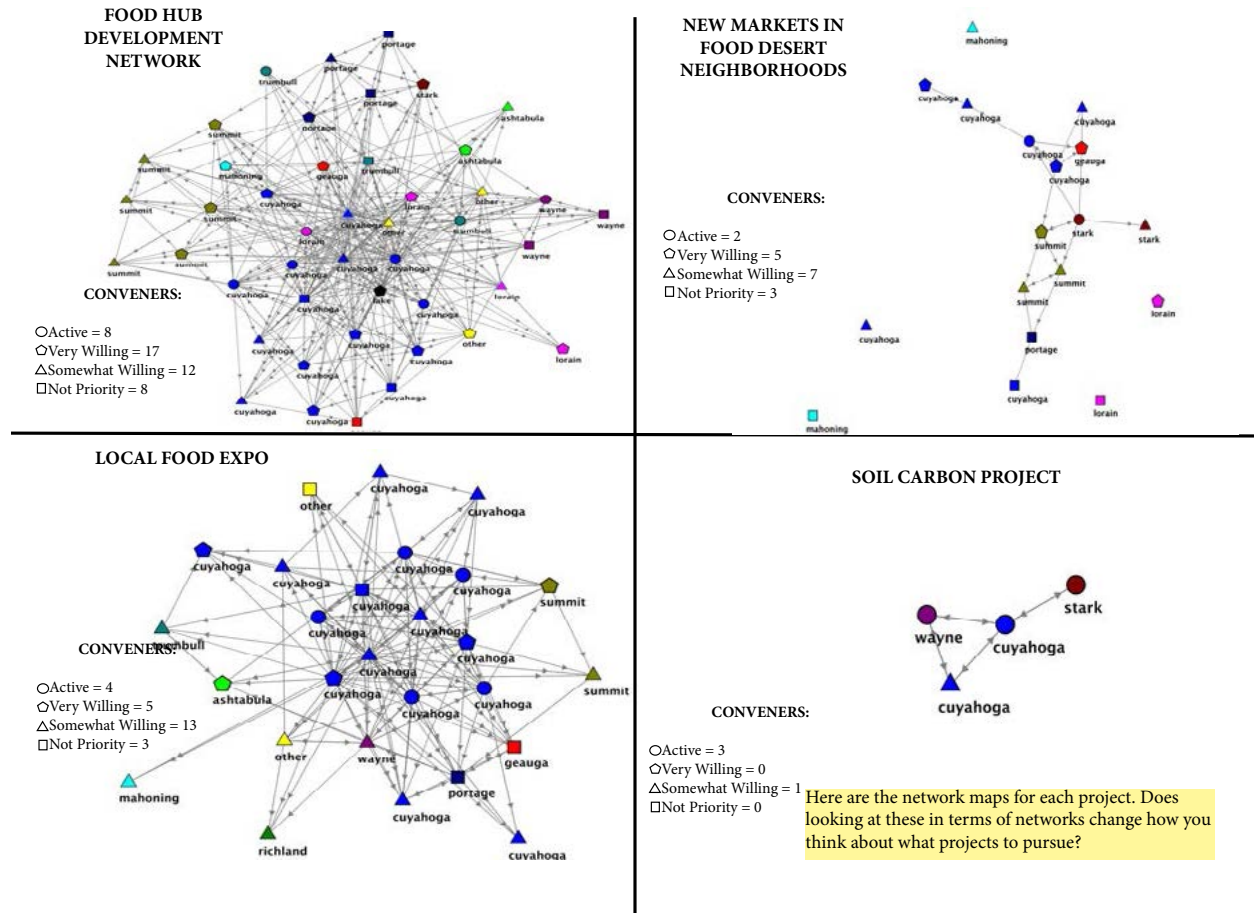 FOOD HUB
DEVELOPMENT
NETWORK
portage
portage
trumbull
stark
portage
ashtabula
portage
summit
ashtabula
summit
mahoning
geauga
trumbull
cuyahoga
lorain
other
wayne
summit
summit
wayne
cuyahoga
other
trumbull
lorain
wayne
summit
summit
cuyahoga
cuyahoga
cuyahoga
lake
lorain
cuyahoga
cuyahoga
cuyahoga
cuyahoga
cuyahoga
other
cuyahoga
lorain
cuyahoga
cuyahoga
cuyahoga
cuyahoga
CONVENERS:
Active = 8
Very Willing = 17
Somewhat Willing = 12
Not Priority = 8
NEW MARKETS IN
FOOD DESERT
NEIGHBORHOODS
mahoning
cuyahoga
cuyahoga
cuyahoga
cuyahoga
geauga
cuyahoga
stark
stark
summit
summit
summit
lorain
cuyahoga
portage
cuyahoga
lorain
mahoning
CONVENERS:
Active = 2
Very Willing = 5
Somewhat Willing = 7
Not Priority = 3
LOCAL FOOD EXPO
cuyahoga
other
cuyahoga
cuyahoga
cuyahoga
cuyahoga
cuyahoga
summit
cuyahoga
cuyahoga
cuyahoga
trumbull
cuyahoga
cuyahoga
cuyahoga
summit
ashtabula
cuyahoga
cuyahoga
other
wayne
geauga
mahoning
portage
cuyahoga
richland
cuyahoga
CONVENERS:
Active = 4
Very Willing = 5
Somewhat Willing = 13
Not Priority = 3
SOIL CARBON PROJECT
stark
wayne
cuyahoga
cuyahoga
CONVENERS:
Active = 3
Very Willing = 0
Somewhat Willing = 1
Not Priority = 0
Here are the network maps for each project. Does
looking at these in terms of networks change how you
think about what projects to pursue?